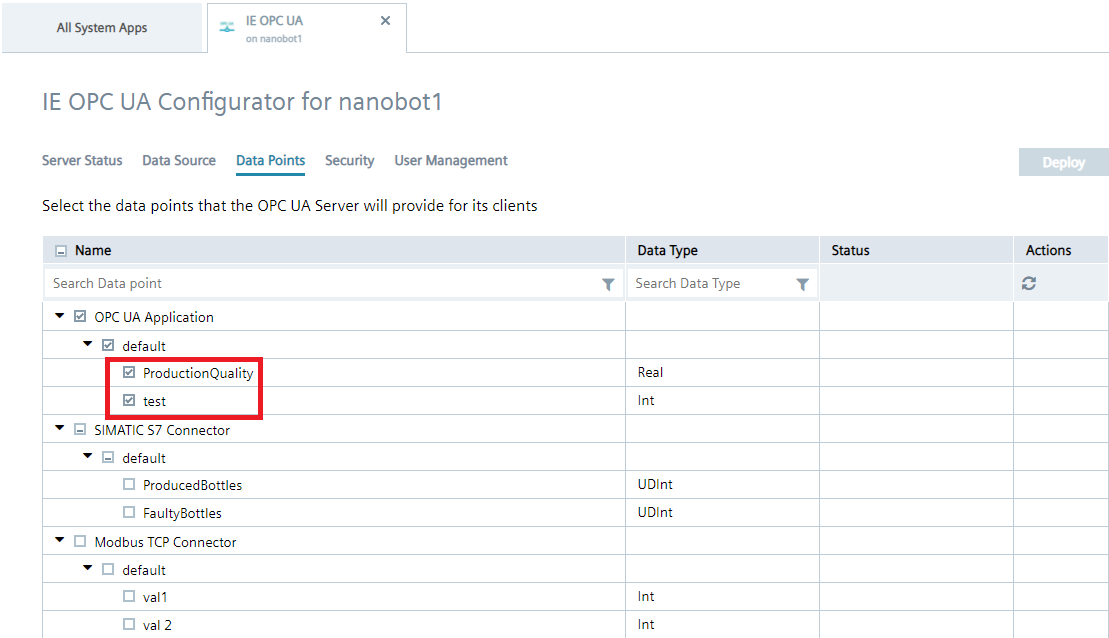 All System Apps
IE OPC UA
on nanobot1
IE OPC UA Configurator for nanobot1
Server Status Data Source Data Points Security User Management
Deploy
Select the data points that the OPC UA Server will provide for its clients
Name Data Type Status Actions
Search Data point Search Data Type
OPC UA Application
default
ProductionQuality Real
test Int
SIMATIC S7 Connector
default
ProducedBottles UDInt
FaultyBottles UDInt
Modbus TCP Connector
default
val1 Int
val 2 Int